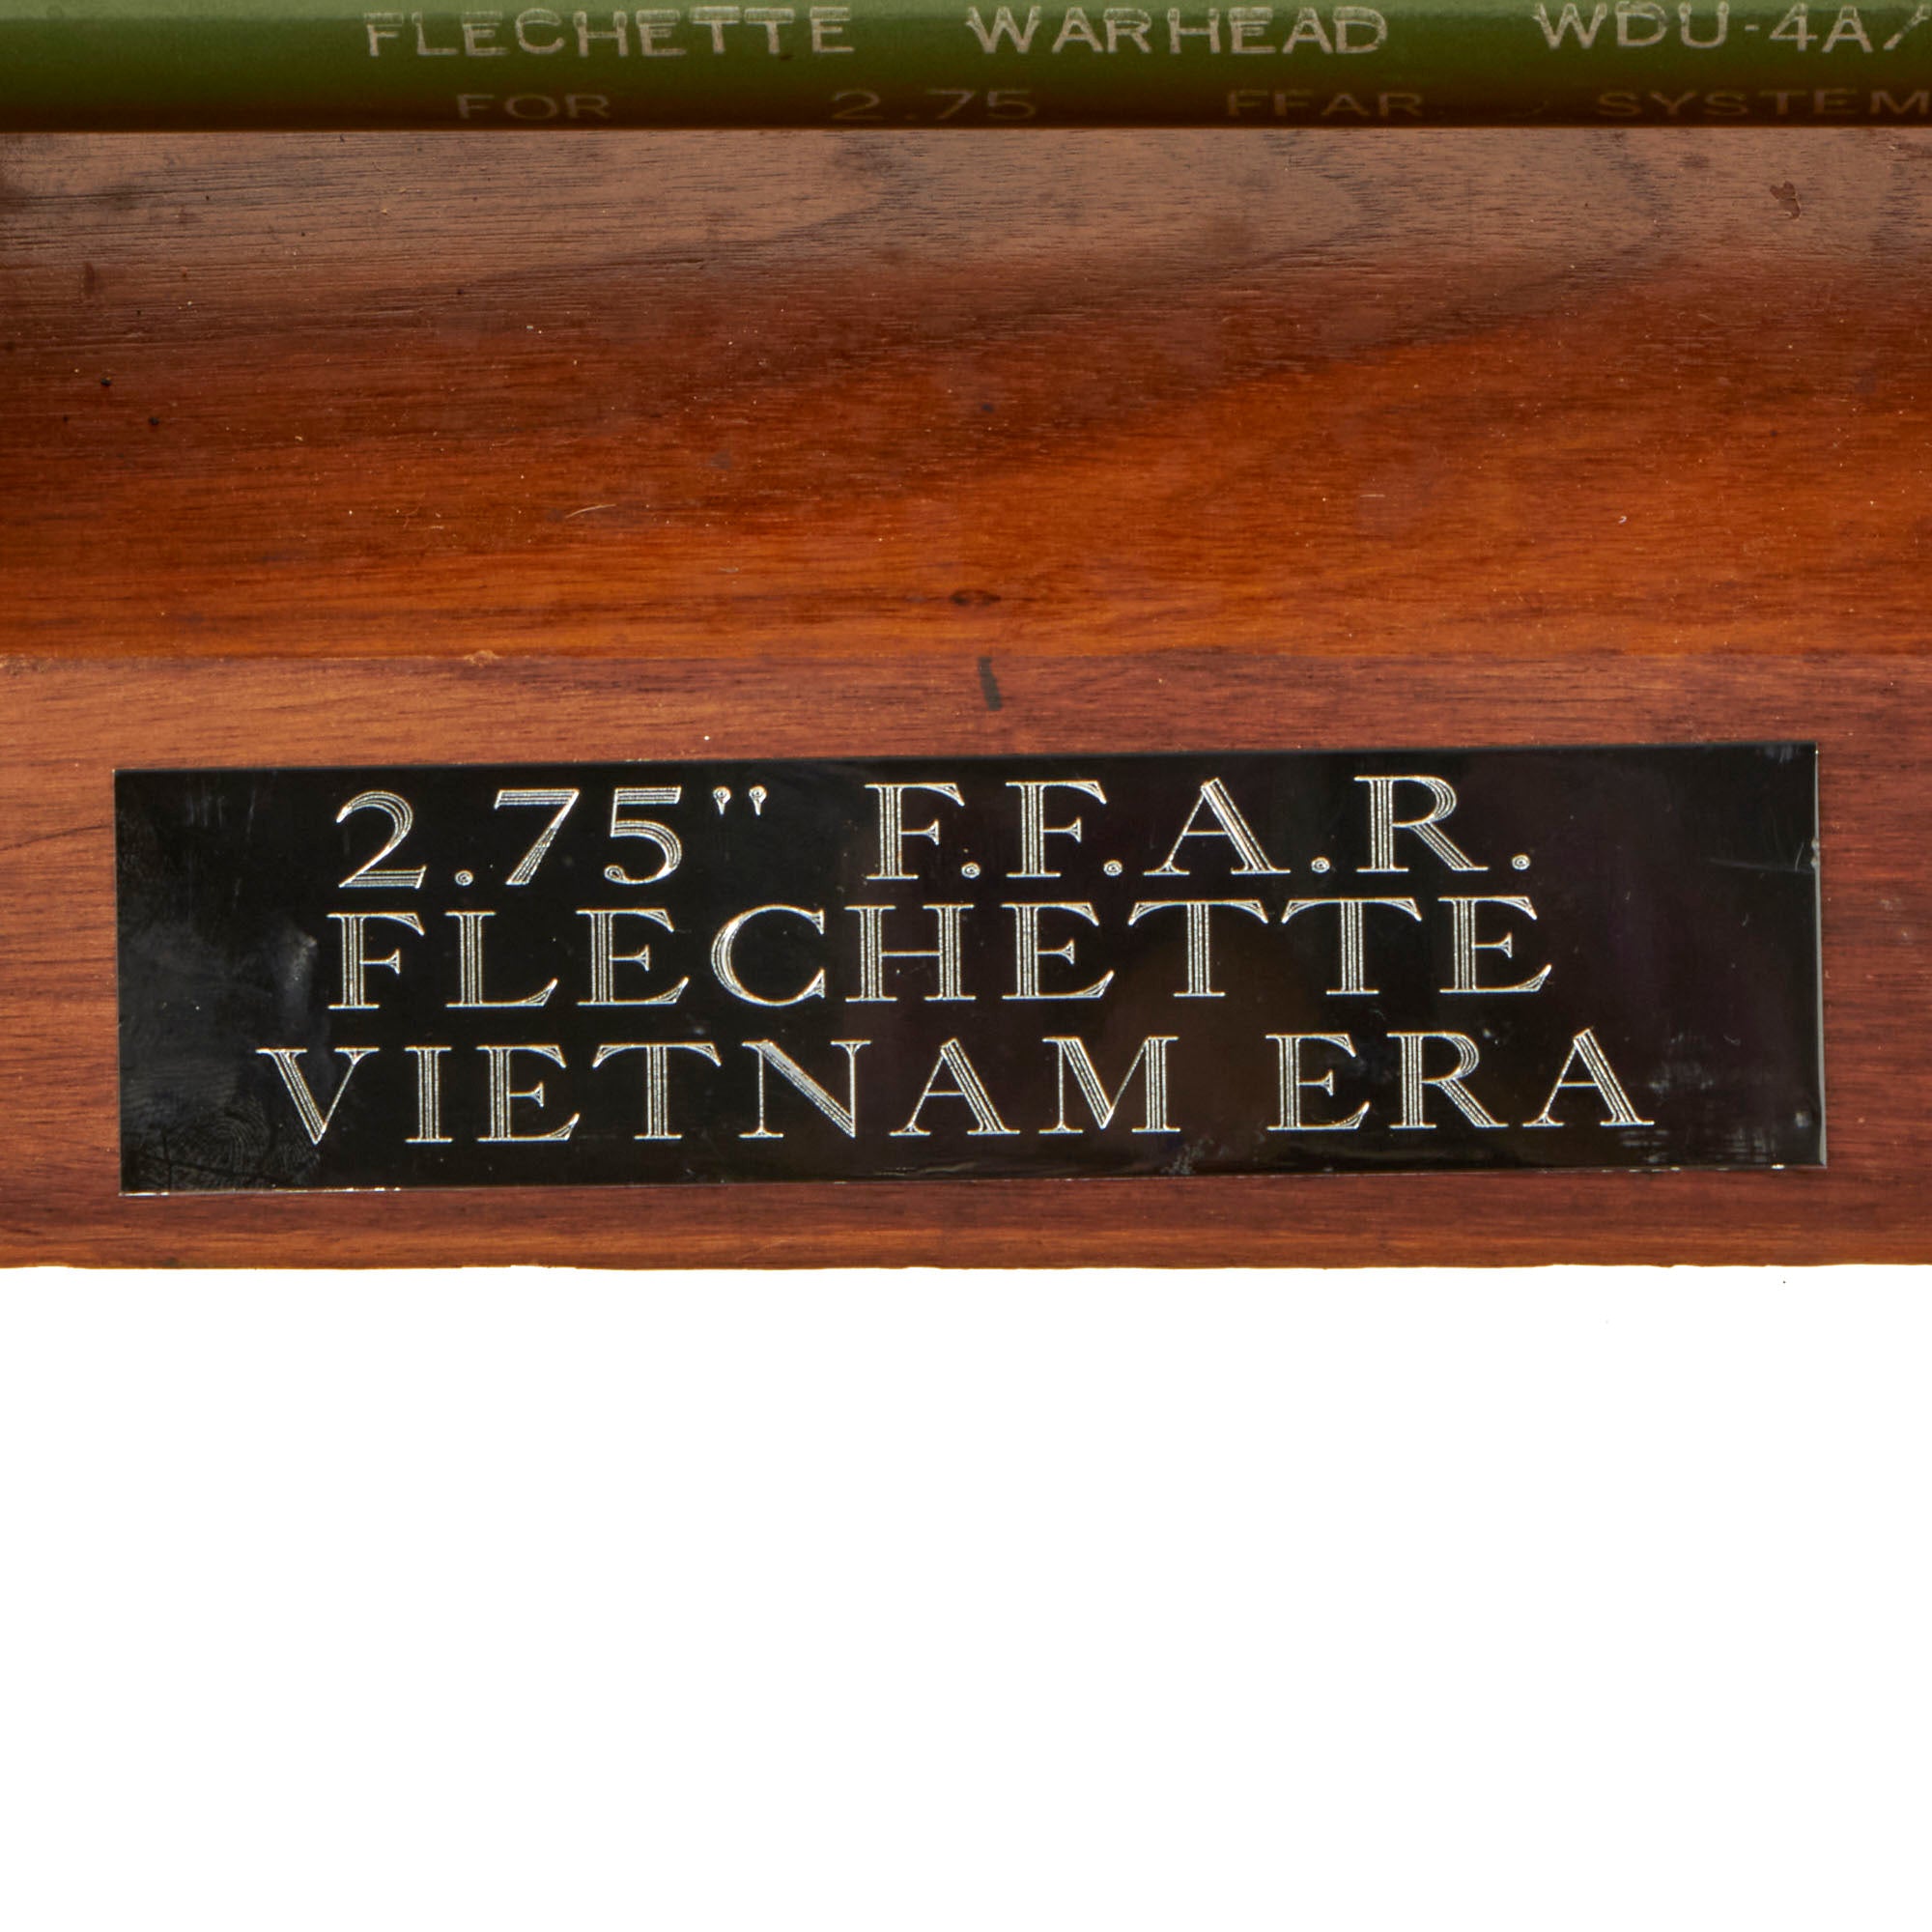 FLECHETTE WARHEAD WDU-4A/
FOR 2.75 FFAR SYSTEM
2.75" F.F.A.R.
FLECHETTE
VIETNAM ERA